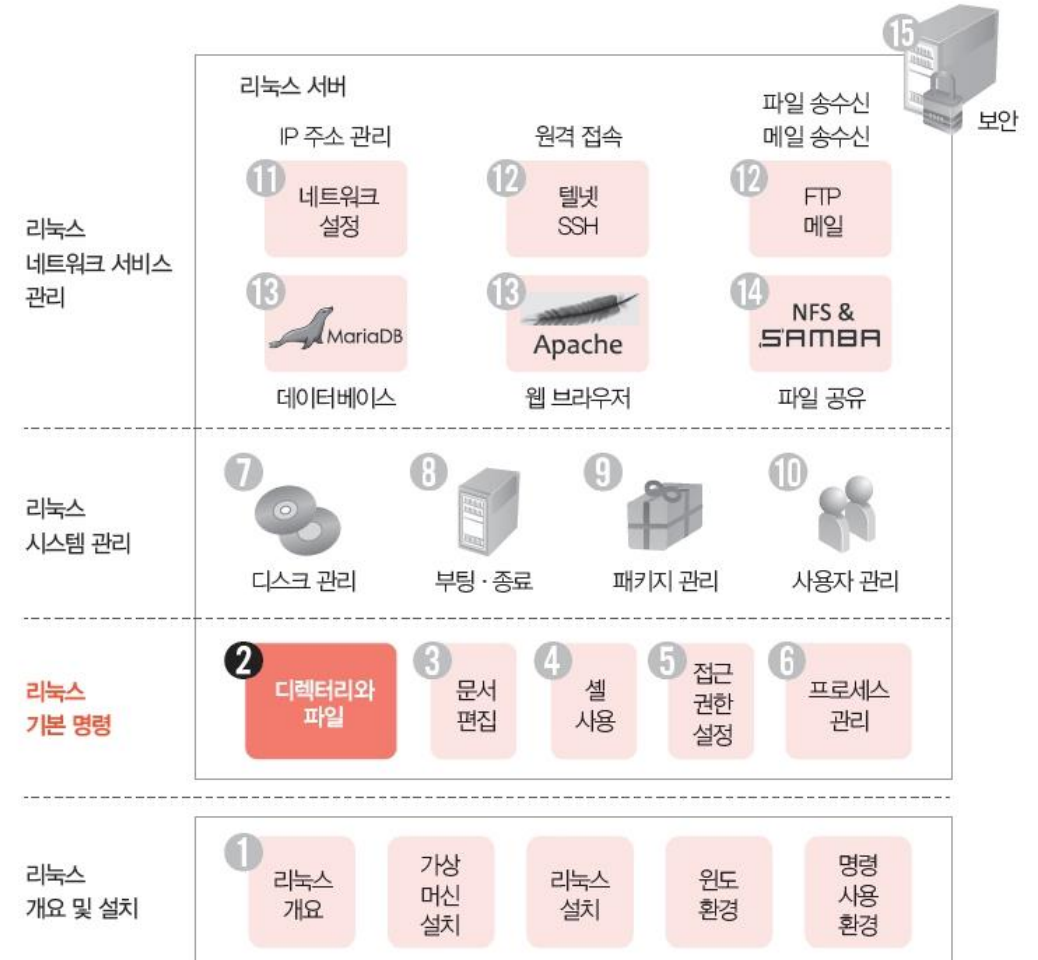 15
보안
리눅스 서버
IP 주소 관리
원격 접속
파일 송수신
메일 송수신
리눅스
네트워크 서비스
관리
11
네트워크
설정
12
텔넷
SSH
12
FTP
메일
13
MariaDB
13
Apache
14
NFS &
SAMBA
데이터베이스
웹 브라우저
파일 공유
리눅스
시스템 관리
7
디스크 관리
8
부팅 · 종료
9
패키지 관리
10
사용자 관리
리눅스
기본 명령
2
디렉터리와
파일
3
문서
편집
4
셸
사용
5
접근
권한
설정
6
프로세스
관리
리눅스
개요 및 설치
1
리눅스
개요
가상
머신
설치
리눅스
설치
윈도
환경
명령
사용
환경